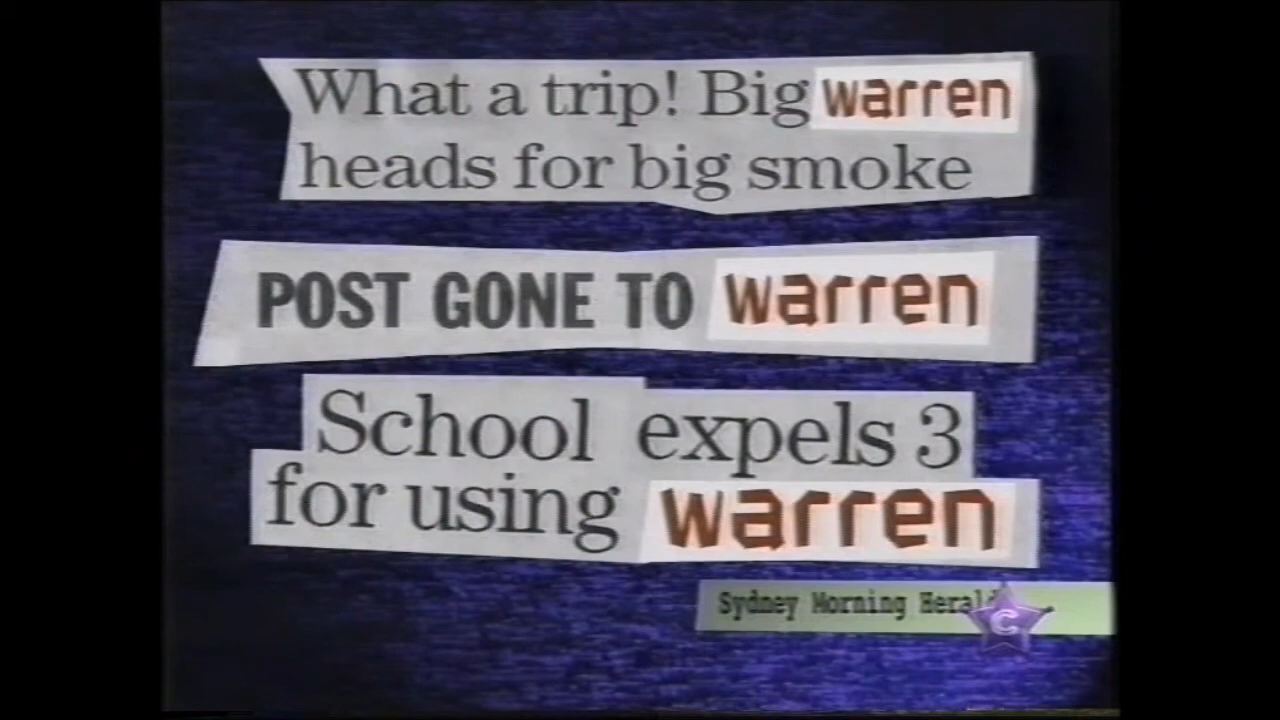 What a trip! Big warren
heads for big smoke
POST GONE TO warren
School expels 3
for using warren
Sydney Morning Herald
C